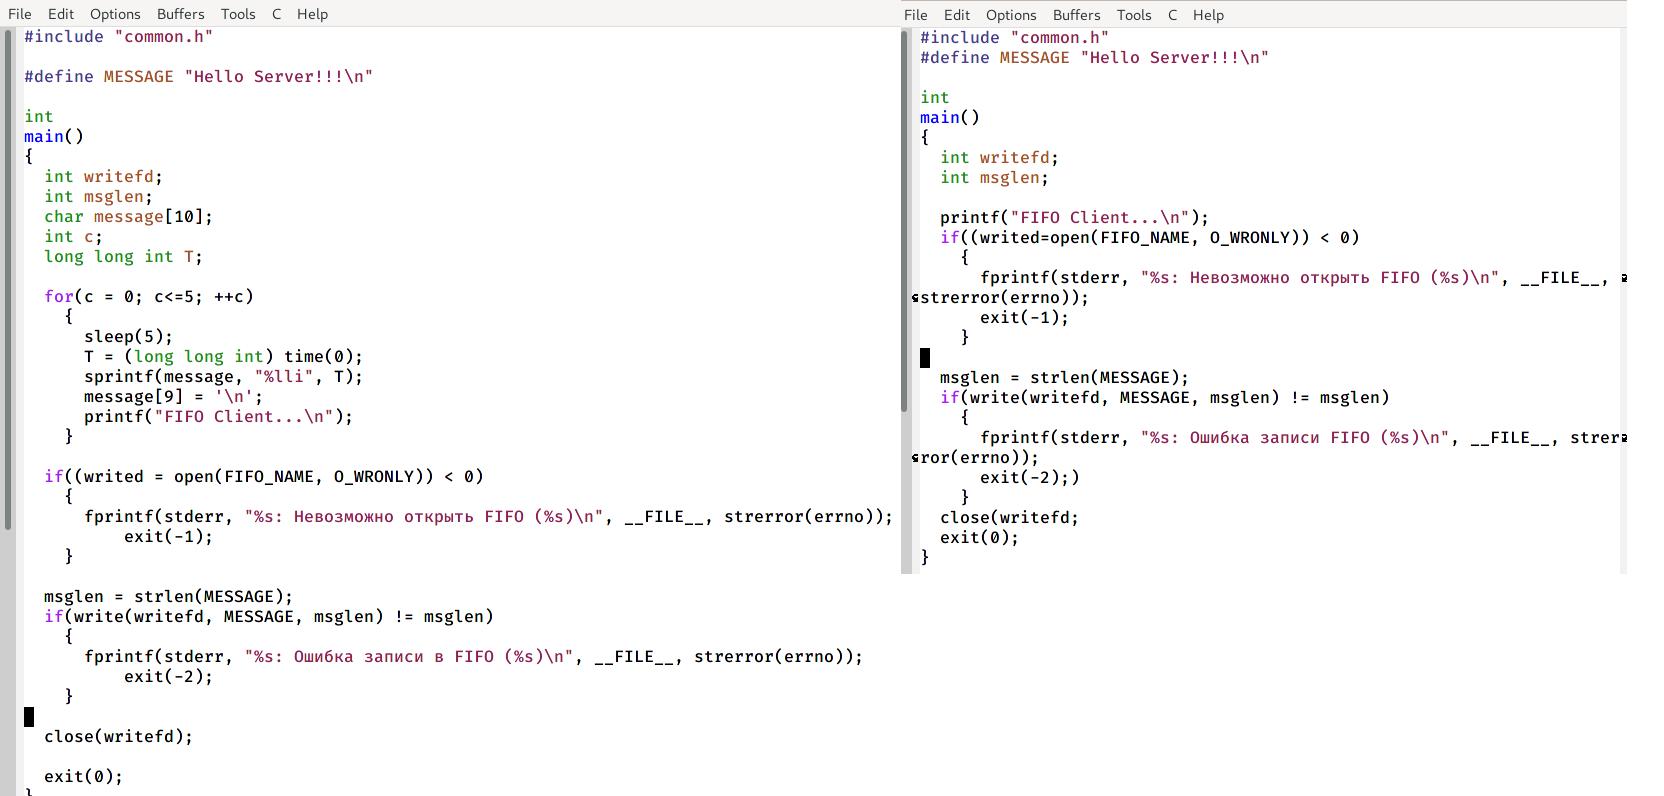 File Edit Options Buffers Tools C Help
#include "common.h"
#define MESSAGE "Hello Server!!!\n"
int
main()
{
int writefd;
int msglen;
char message[10];
int c;
long long int T;
for(c = 0; c<=5; ++c)
{
sleep(5);
T = (long long int) time(0);
sprintf(message, "%lli", T);
message[9] = '\n';
printf("FIFO Client...\n");
}
if((writed = open(FIFO_NAME, O_WRONLY)) < 0)
{
fprintf(stderr, "%s: Невозможно открыть FIFO (%s)\n", __FILE__, strerror(errno));
exit(-1);
}
msglen = strlen(MESSAGE);
if(write(writefd, MESSAGE, msglen) != msglen)
{
fprintf(stderr, "%s: Ошибка записи в FIFO (%s)\n", __FILE__, strerror(errno));
exit(-2);
}
close(writefd);
exit(0);
}
File Edit Options Buffers Tools C Help
#include "common.h"
#define MESSAGE "Hello Server!!!\n"
int
main()
{
int writefd;
int msglen;
printf("FIFO Client...\n");
if((writed=open(FIFO_NAME, O_WRONLY)) < 0)
{
fprintf(stderr, "%s: Невозможно открыть FIFO (%s)\n", __FILE__,
strerror(errno));
exit(-1);
}
msglen = strlen(MESSAGE);
if(write(writefd, MESSAGE, msglen) != msglen)
{
fprintf(stderr, "%s: Ошибка записи FIFO (%s)\n", __FILE__, strer
ror(errno));
exit(-2);)
}
close(writefd;
exit(0);
}